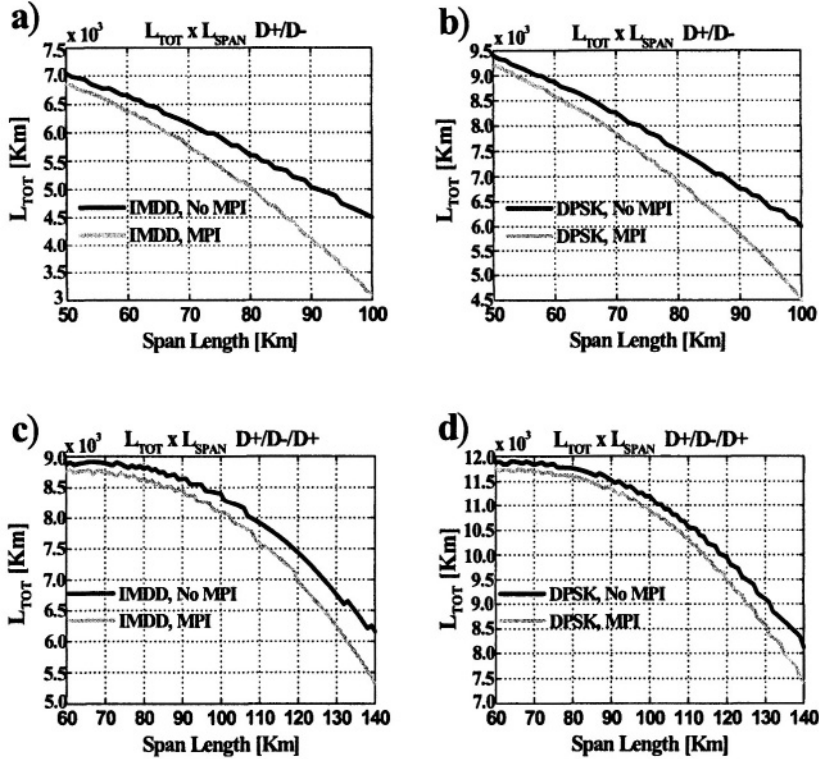 a)
x 10³ L_TOT x L_SPAN D+/D-
7.5
7.0
6.5
6.0
5.5
5.0
4.5
4.0
3.5
3
L_TOT [Km]
IMDD, No MPI
IMDD, MPI
50 60 70 80 90 100
Span Length [Km]
b)
x 10³ L_TOT x L_SPAN D+/D-
9.5
9.0
8.5
8.0
7.5
7.0
6.5
6.0
5.5
5.0
4.5
L_TOT [Km]
DPSK, No MPI
DPSK, MPI
50 60 70 80 90 100
Span Length [Km]
c)
x 10³ L_TOT x L_SPAN D+/D-/D+
9.0
8.5
8.0
7.5
7.0
6.5
6.0
5.5
5.0
L_TOT [Km]
IMDD, No MPI
IMDD, MPI
60 70 80 90 100 110 120 130 140
Span Length [Km]
d)
x 10³ L_TOT x L_SPAN D+/D-/D+
12.0
11.5
11.0
10.5
10.0
9.5
9.0
8.5
8.0
7.5
7.0
L_TOT [Km]
DPSK, No MPI
DPSK, MPI
60 70 80 90 100 110 120 130 140
Span Length [Km]